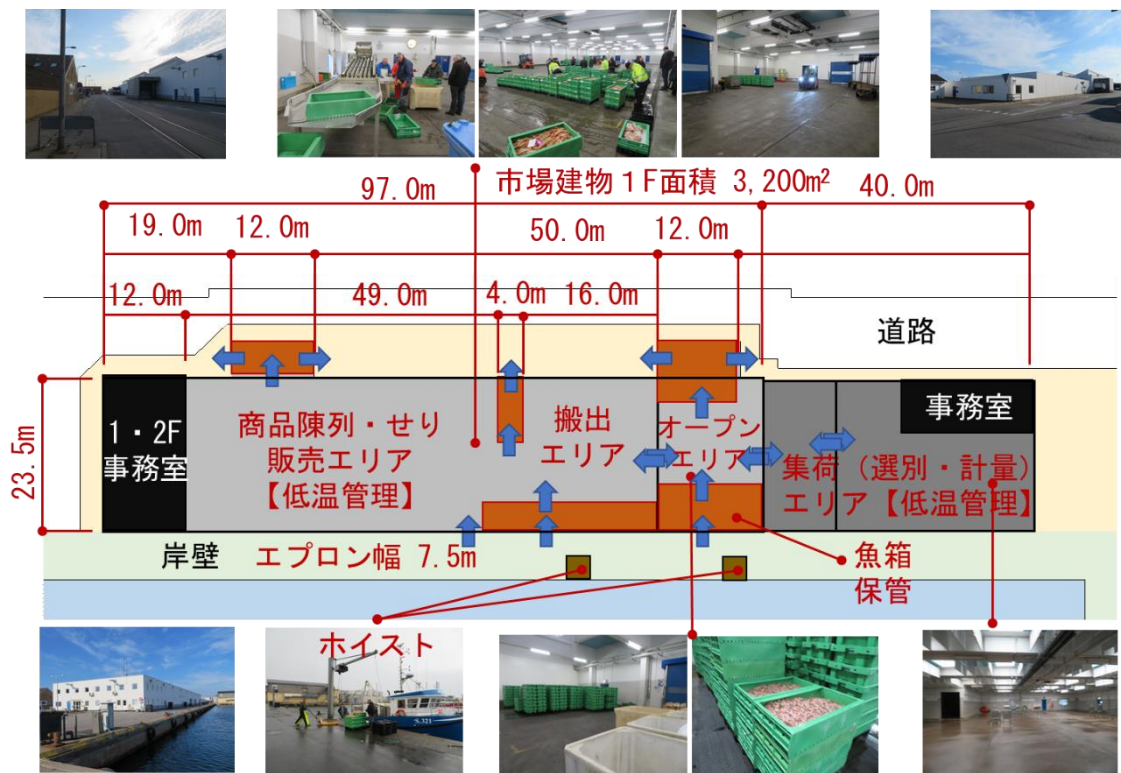 97.0m
市場建物1F面積 3,200m²
40.0m
19.0m
12.0m
50.0m
12.0m
12.0m
49.0m
4.0m
16.0m
道路
23.5m
1・2F
事務室
商品陳列・せり
販売エリア
【低温管理】
搬出
エリア
オープン
エリア
事務室
集荷（選別・計量）
エリア【低温管理】
岸壁
エプロン幅 7.5m
魚箱
保管
ホイスト
S.321